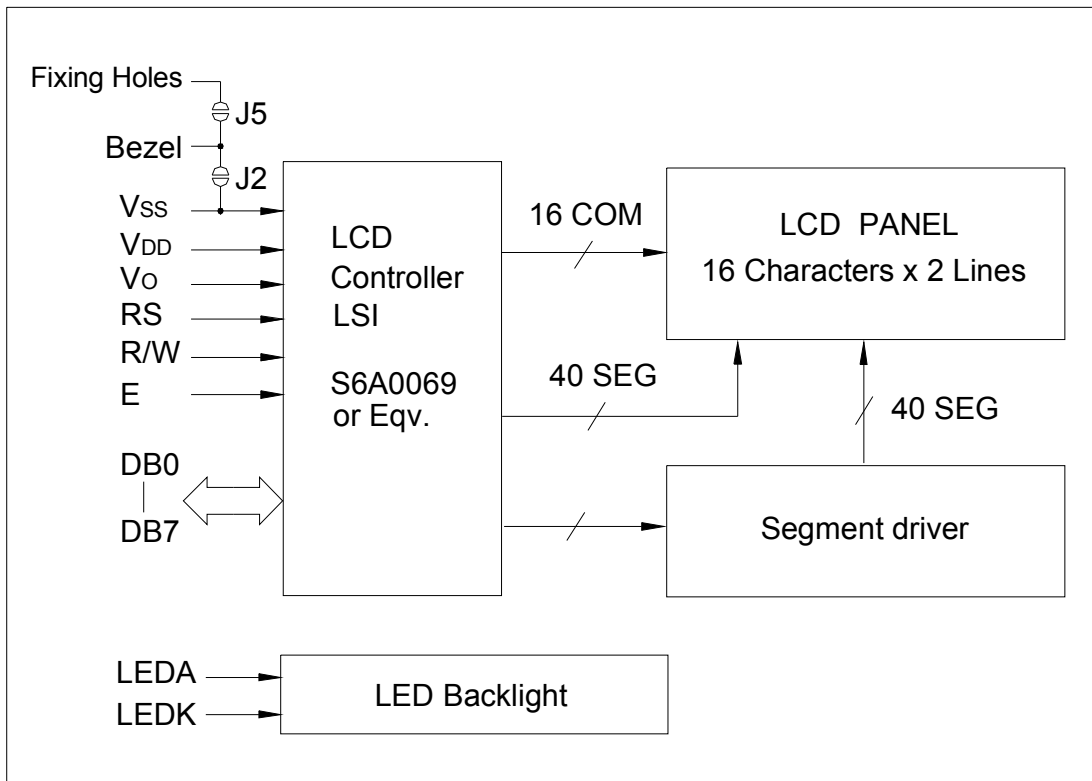 Fixing Holes
J5
Bezel
J2
VSS
VDD
VO
RS
R/W
E
DB0
DB7
LCD
Controller
LSI
S6A0069
or Eqv.
16 COM
40 SEG
LCD PANEL
16 Characters x 2 Lines
40 SEG
Segment driver
LEDA
LEDK
LED Backlight